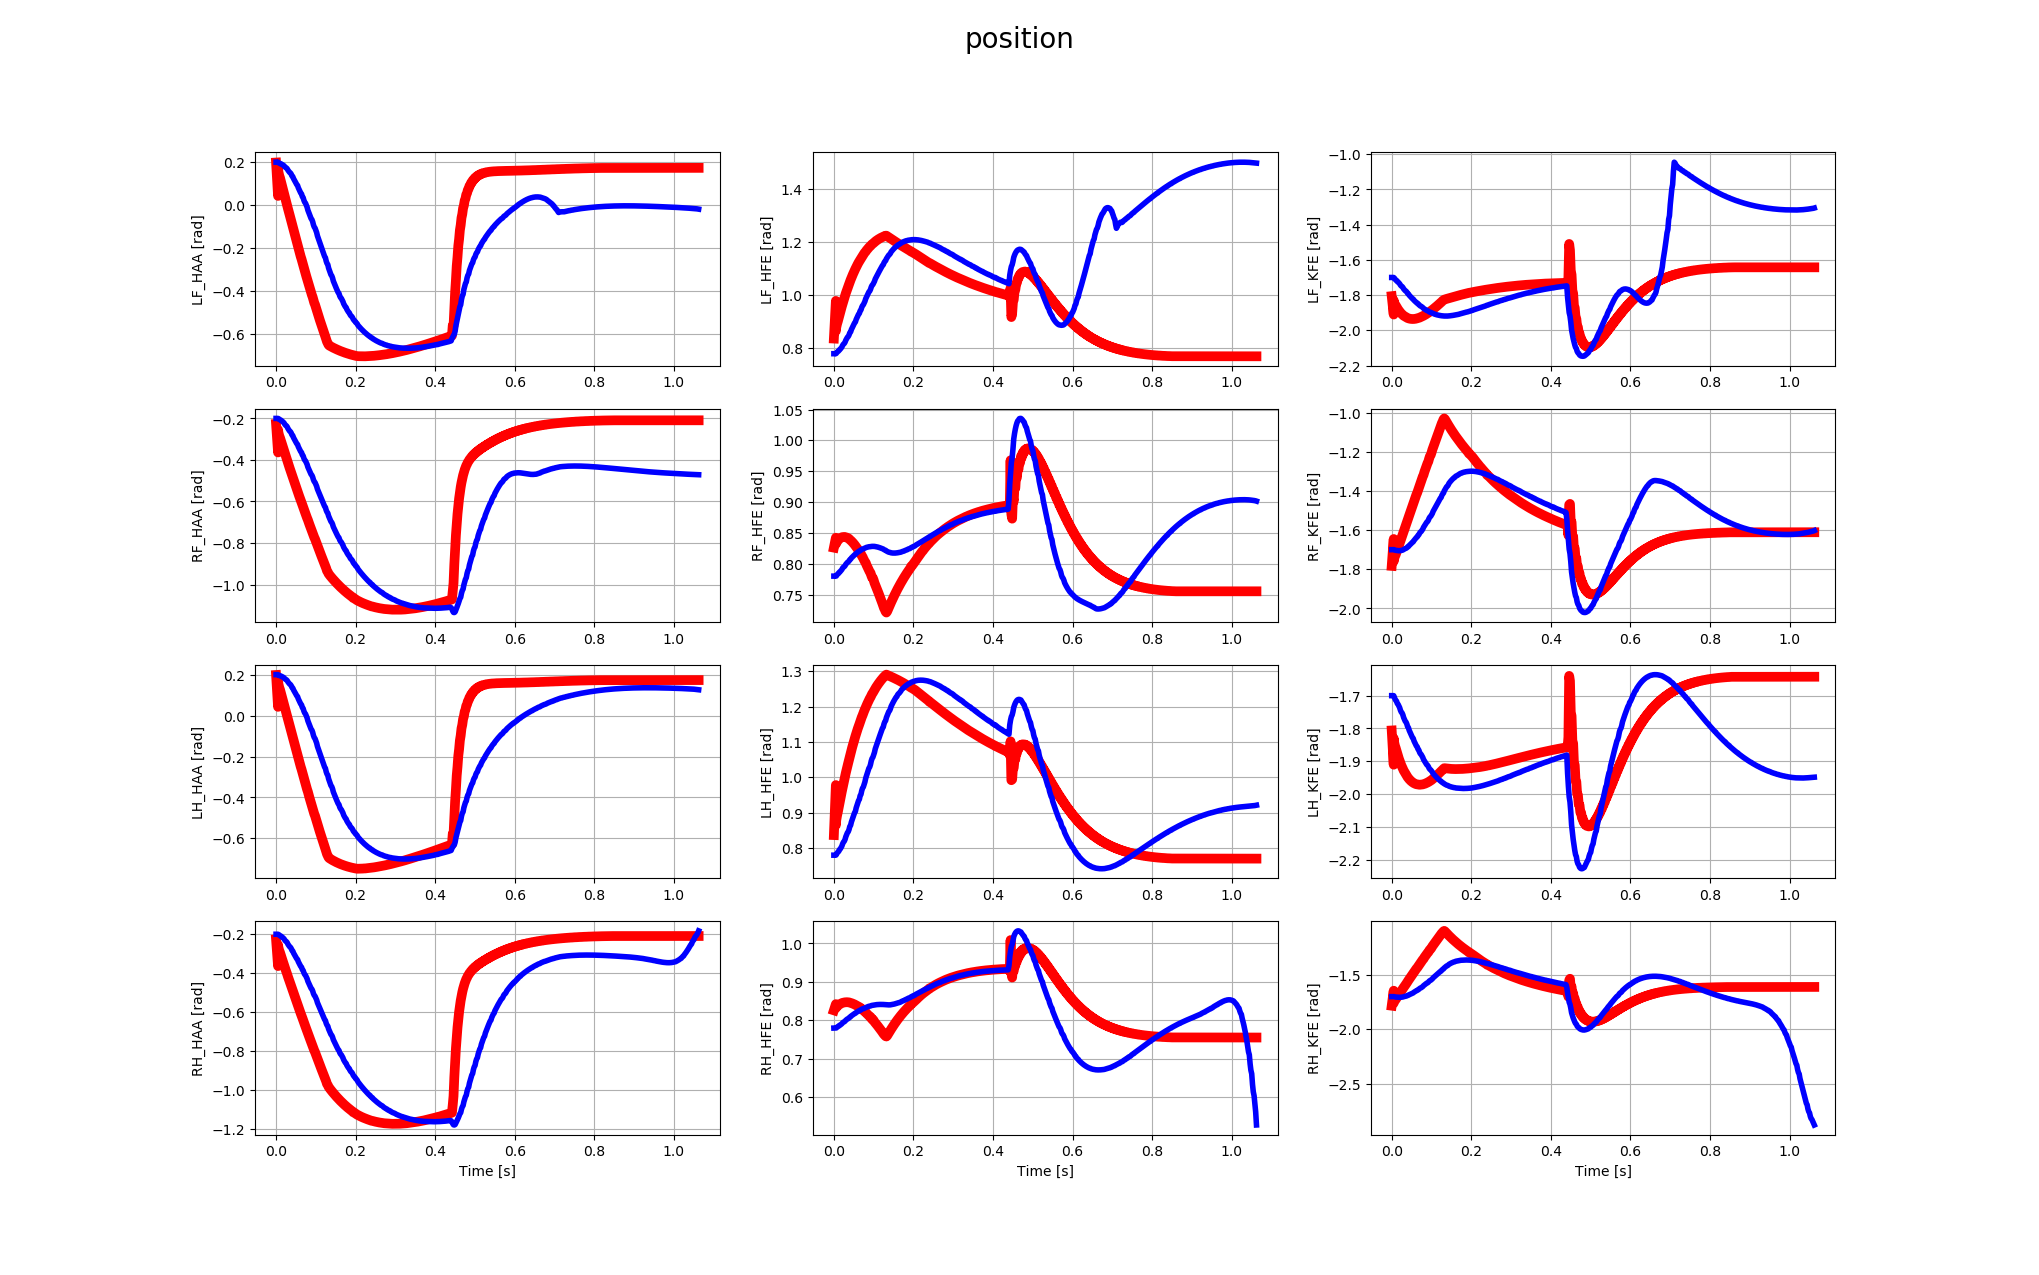 position
LF_HAA [rad]
0.2
0.0
−0.2
−0.4
−0.6
0.0 0.2 0.4 0.6 0.8 1.0
LF_HFE [rad]
1.4
1.2
1.0
0.8
0.0 0.2 0.4 0.6 0.8 1.0
LF_KFE [rad]
−1.0
−1.2
−1.4
−1.6
−1.8
−2.0
−2.2
0.0 0.2 0.4 0.6 0.8 1.0
RF_HAA [rad]
−0.2
−0.4
−0.6
−0.8
−1.0
0.0 0.2 0.4 0.6 0.8 1.0
RF_HFE [rad]
1.05
1.00
0.95
0.90
0.85
0.80
0.75
0.0 0.2 0.4 0.6 0.8 1.0
RF_KFE [rad]
−1.0
−1.2
−1.4
−1.6
−1.8
−2.0
0.0 0.2 0.4 0.6 0.8 1.0
LH_HAA [rad]
0.2
0.0
−0.2
−0.4
−0.6
0.0 0.2 0.4 0.6 0.8 1.0
LH_HFE [rad]
1.3
1.2
1.1
1.0
0.9
0.8
0.0 0.2 0.4 0.6 0.8 1.0
LH_KFE [rad]
−1.7
−1.8
−1.9
−2.0
−2.1
−2.2
0.0 0.2 0.4 0.6 0.8 1.0
RH_HAA [rad]
−0.2
−0.4
−0.6
−0.8
−1.0
−1.2
0.0 0.2 0.4 0.6 0.8 1.0
Time [s]
RH_HFE [rad]
1.0
0.9
0.8
0.7
0.6
0.0 0.2 0.4 0.6 0.8 1.0
Time [s]
RH_KFE [rad]
−1.5
−2.0
−2.5
0.0 0.2 0.4 0.6 0.8 1.0
Time [s]